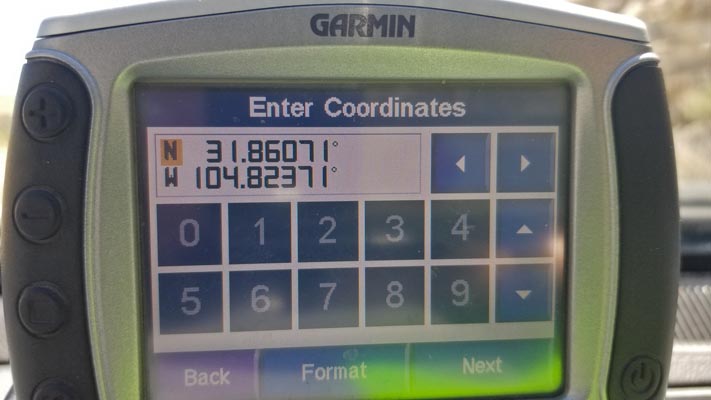 GARMIN
Enter Coordinates
N 31.86071°
W 104.82371°
0 1 2 3 4
5 6 7 8 9
Back Format Next